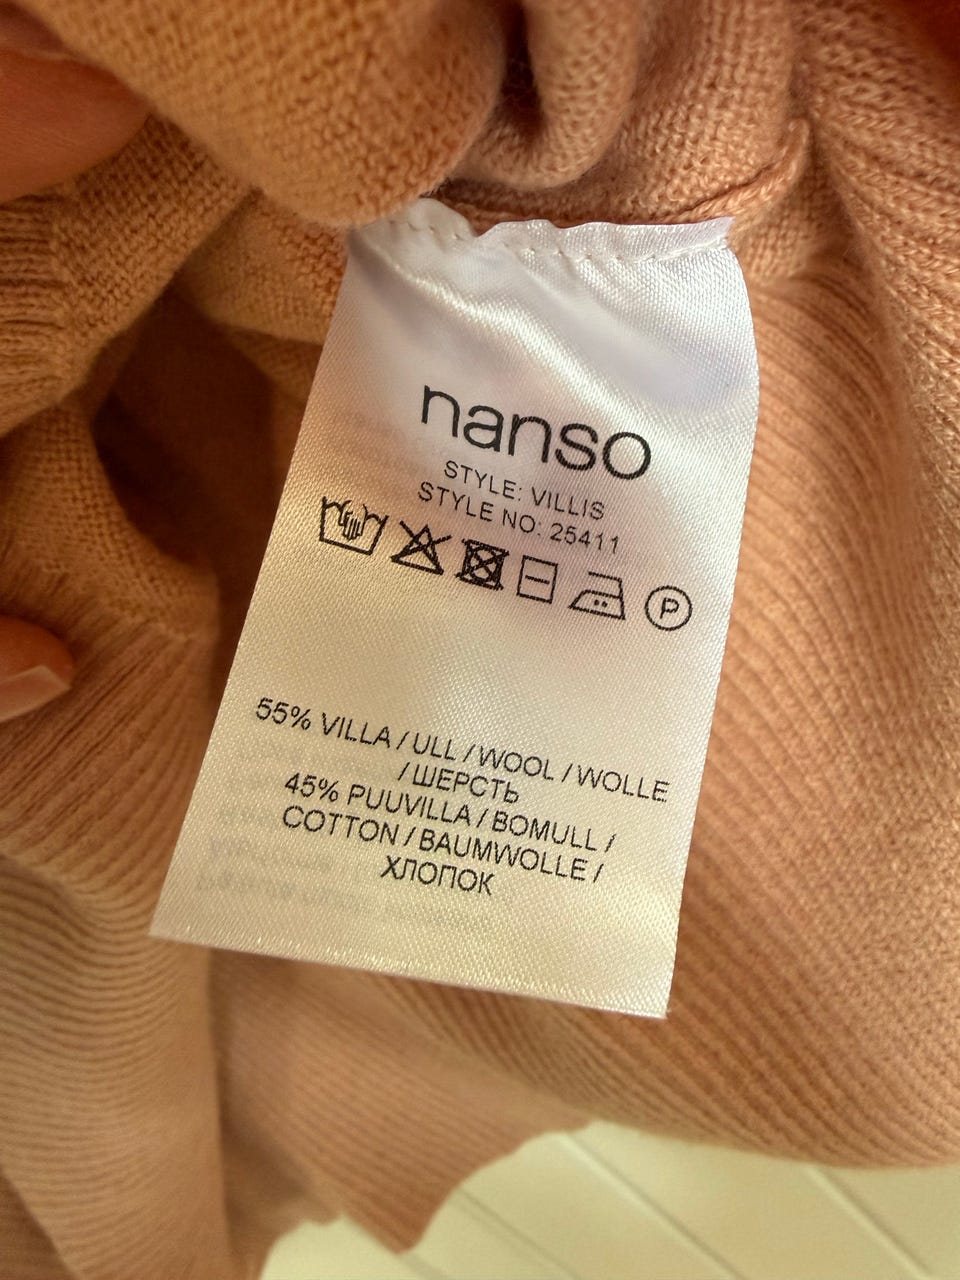 nanso
STYLE: VILLIS
STYLE NO: 25411
P
55% VILLA / ULL / WOOL / WOLLE
/ ШЕРСТЬ
45% PUUVILLA / BOMULL /
COTTON / BAUMWOLLE /
ХЛОПОК